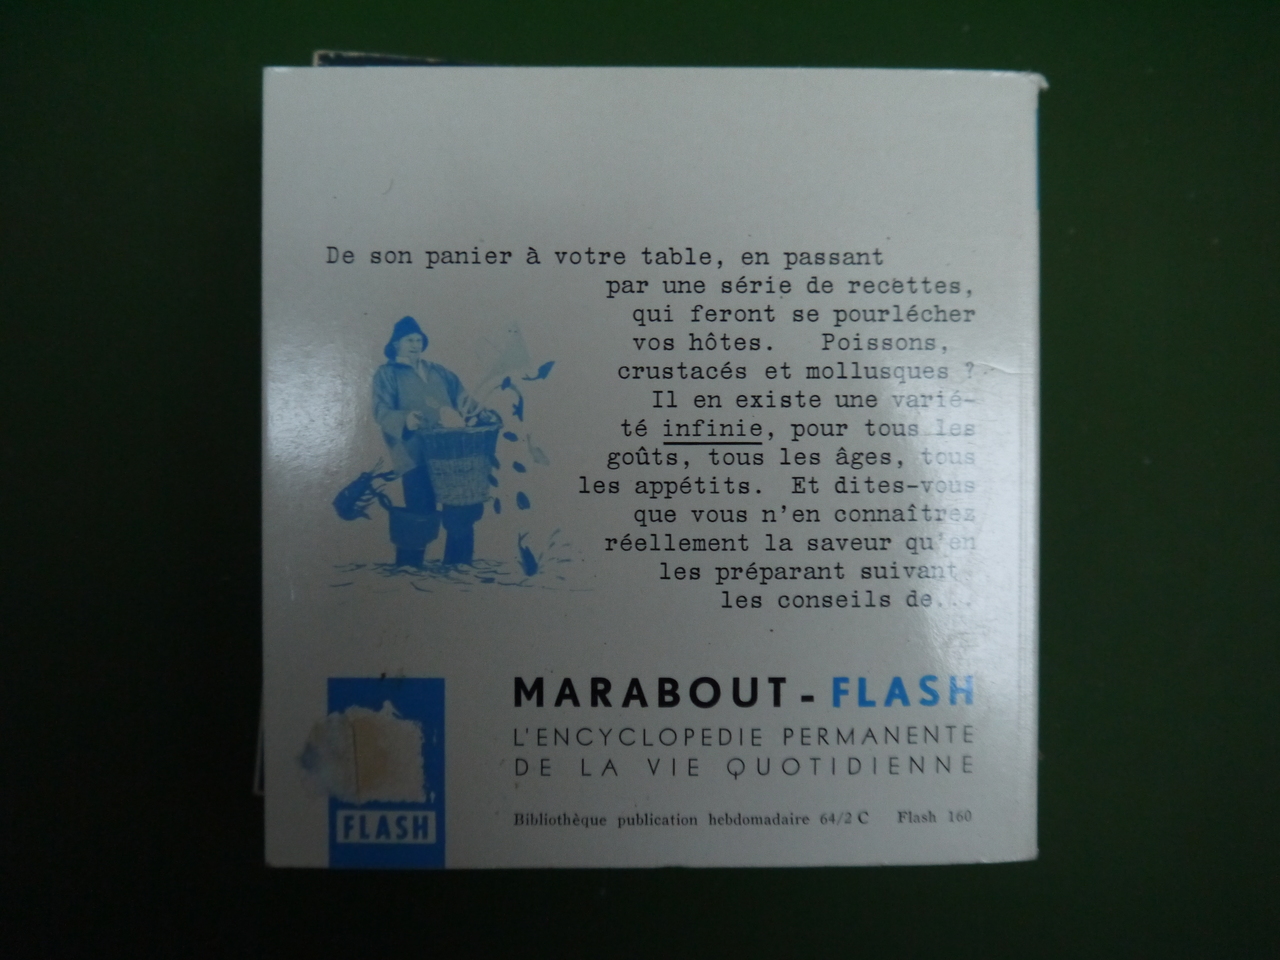 De son panier à votre table, en passant
par une série de recettes,
qui feront se pourlécher
vos hôtes. Poissons,
crustacés et mollusques ?
Il en existe une varié-
té infinie, pour tous les
goûts, tous les âges, tous
les appétits. Et dites-vous
que vous n'en connaîtrez
réellement la saveur qu'en
les préparant suivant
les conseils de...
MARABOUT - FLASH
L'ENCYCLOPEDIE PERMANENTE
DE LA VIE QUOTIDIENNE
Bibliothèque publication hebdomadaire 64/2 C Flash 160
FLASH